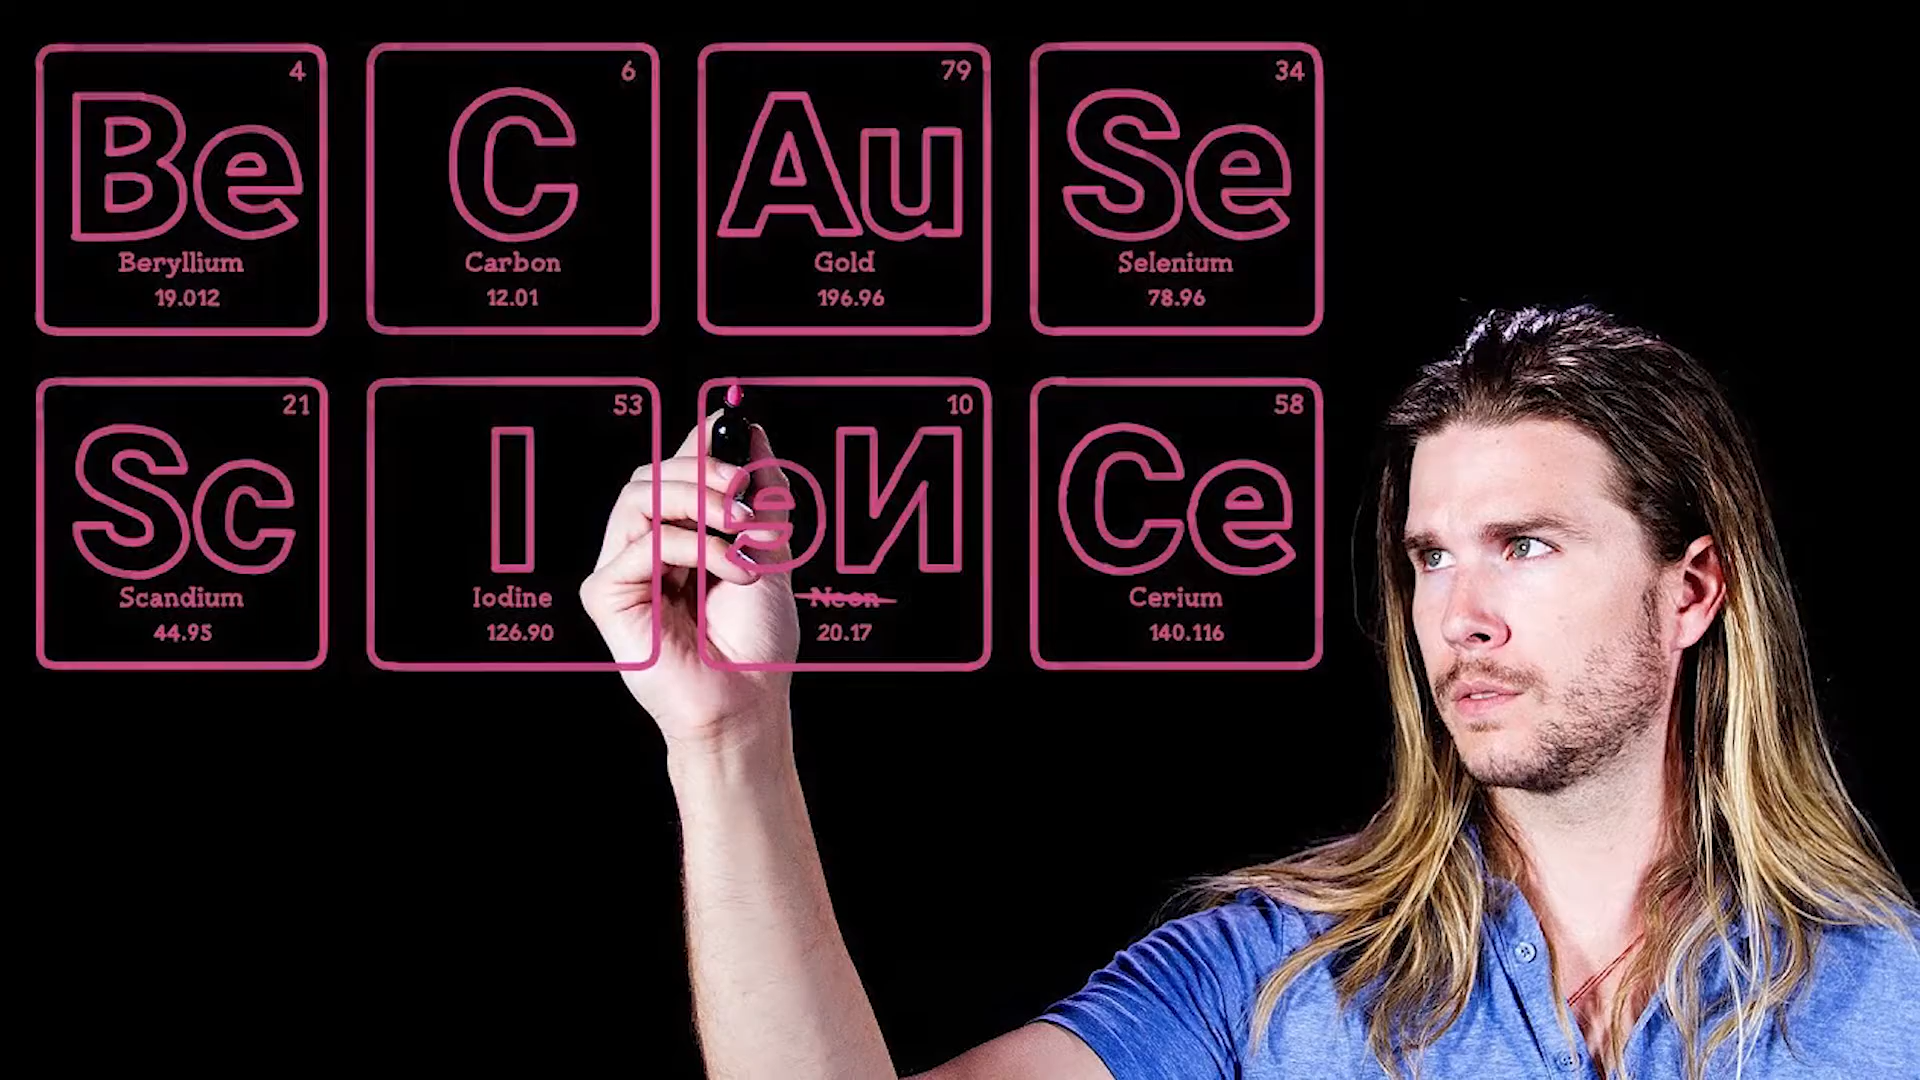 4 6 79 34
Be C Au Se
Beryllium Carbon Gold Selenium
19.012 12.01 196.96 78.96
21 53 10 58
Sc I eN Ce
Scandium Iodine Neon Cerium
44.95 126.90 20.17 140.116